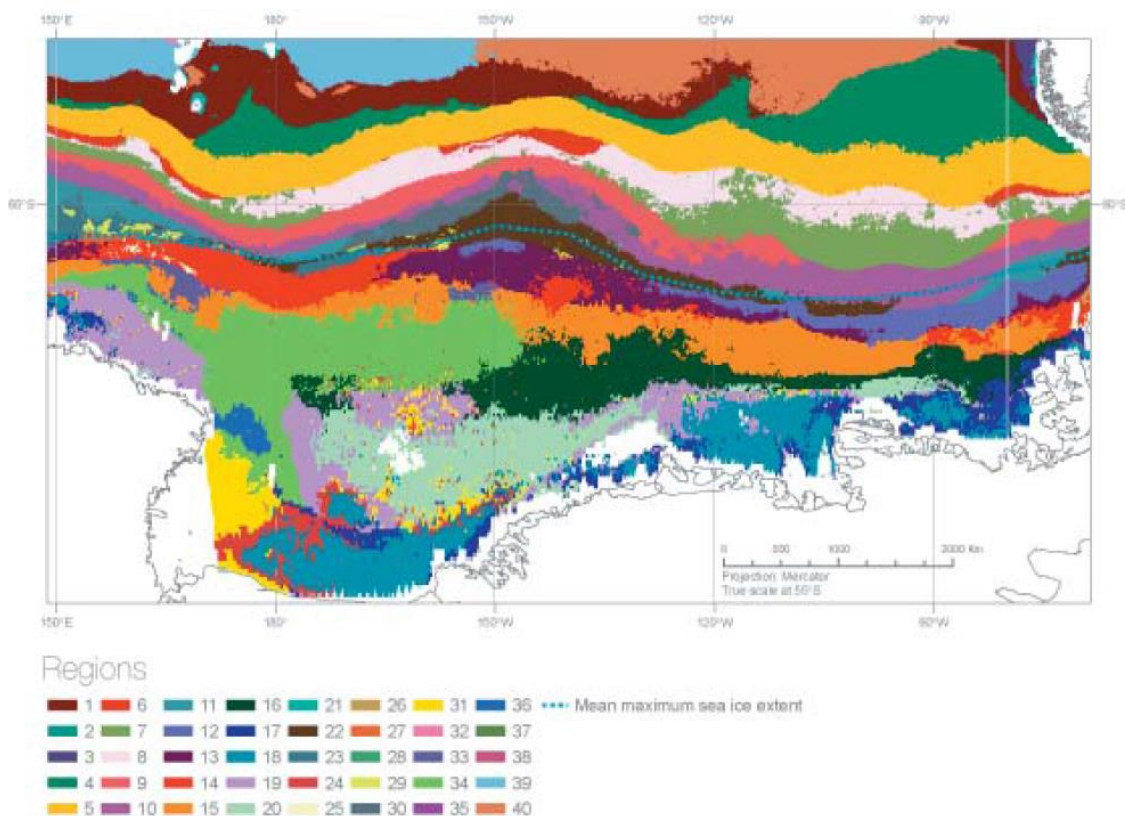 150°E 180° 150°W 120°W 90°W
60°S 60°S
0 500 1000 2000 Km
Projection: Mercator
True scale at 55°S
150°E 180° 150°W 120°W 90°W
Regions
1 6 11 16 21 26 31 36 Mean maximum sea ice extent
2 7 12 17 22 27 32 37
3 8 13 18 23 28 33 38
4 9 14 19 24 29 34 39
5 10 15 20 25 30 35 40